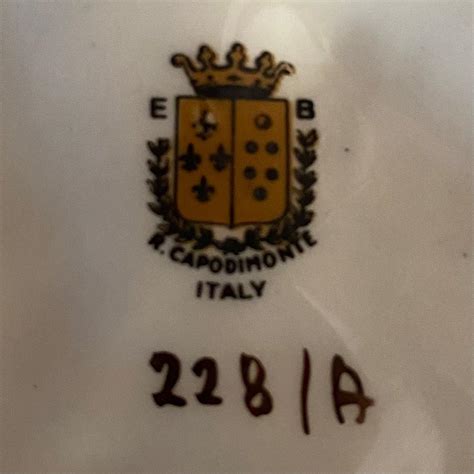 E B
R. CAPODIMONTE
ITALY
228/A